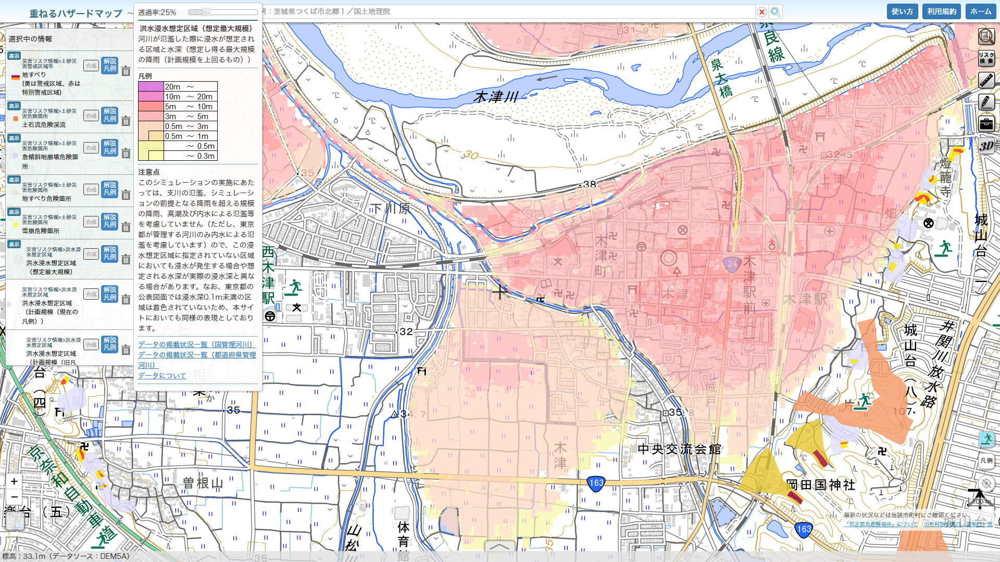 重ねるハザードマップ
透過率:25%
例：茨城県つくば市北郷１／国土地理院
使い方
利用規約
ホーム
選択中の情報
表示
災害リスク情報>土砂災
害警戒区域等
地すべり
(黄は警戒区域、赤は
特別警戒区域)
合成
解説
凡例
表示
災害リスク情報>土砂災
害危険箇所
土石流危険渓流
合成
解説
凡例
表示
災害リスク情報>土砂災
害危険箇所
急傾斜地崩壊危険箇
所
合成
解説
凡例
表示
災害リスク情報>土砂災
害危険箇所
地すべり危険箇所
合成
解説
凡例
表示
災害リスク情報>土砂災
害危険箇所
雪崩危険箇所
合成
解説
凡例
表示
災害リスク情報>洪水浸
水想定区域
洪水浸水想定区域
（想定最大規模）
合成
解説
凡例
災害リスク情報>洪水浸
水想定区域
洪水浸水想定区域
（計画規模（現在の
凡例））
合成
解説
凡例
災害リスク情報>洪水浸
水想定区域
洪水浸水想定区域
（計画規模（旧凡
合成
解説
凡例
洪水浸水想定区域（想定最大規模）
河川が氾濫した際に浸水が想定され
る区域と水深（想定し得る最大規模
の降雨（計画規模を上回るもの））
凡例
20m ～
10m ～ 20m
5m ～ 10m
3m ～ 5m
0.5m ～ 3m
0.5m ～ 1m
～ 0.5m
～ 0.3m
注意点
このシミュレーションの実施にあた
っては、支川の氾濫、シミュレーシ
ョンの前提となる降雨を超える規模
の降雨、高潮及び内水による氾濫等
を考慮していません（ただし、東京
都が管理する河川のみ内水による氾
濫を考慮しています）ので、この浸
水想定区域に指定されていない区域
においても浸水が発生する場合や想
定される水深が実際の浸水深と異な
る場合があります。なお、東京都の
公表図面では浸水深0.1m未満の区
域は着色されていないため、本サイ
トにおいても同様の表現としており
ます。
データの掲載状況一覧（国管理河川）
データの掲載状況一覧（都道府県管理
河川）
データについて
31.9
奈良線
泉大橋
木津川
30
35
38
32.5
上津
燈籠寺
畑
城山台（一）
下川原
西木津駅
木津町
24
木津駅前（一）
木津
木津駅
32
城戸
井関川放水路
城山台（八）
片
107
34.7
35.8
木津
中央交流会館
163
岡田国神社
163
体育館
山松
35
38
35
曽根山
台（四）
京奈和自動車道
楽台（五）
城山台
リスク
検索
3D
凡例
100 m
+
−
最新の状況などは当該市町村にご確認ください。
「指定緊急避難場所」について
市町村別公開日・更新日一覧
標高：33.1m（データソース：DEM5A）